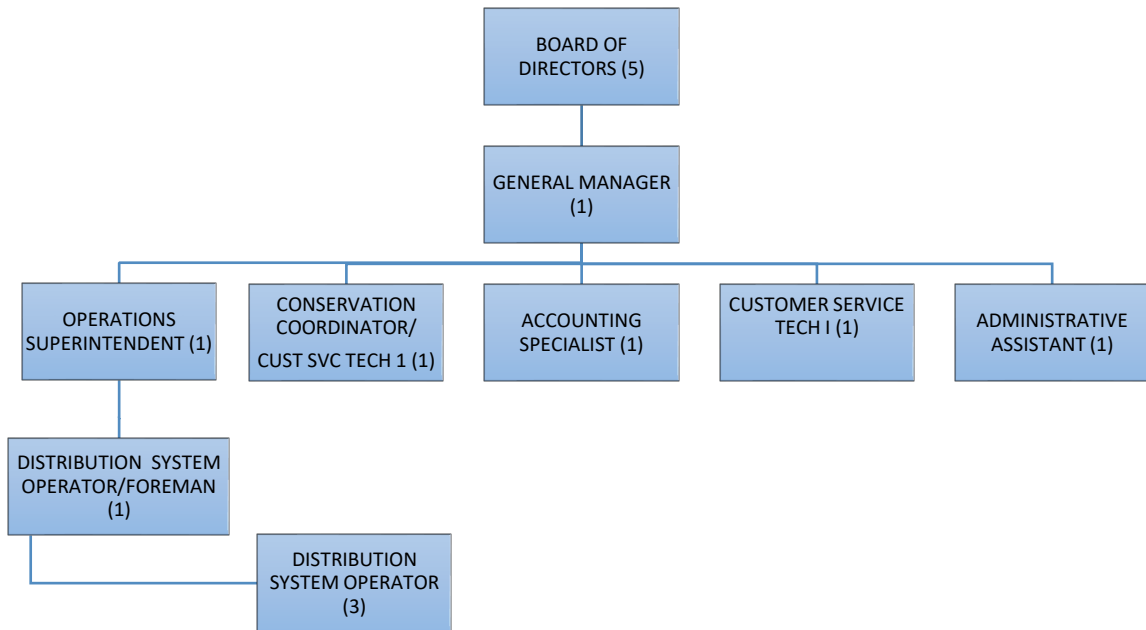 BOARD OF
DIRECTORS (5)
GENERAL MANAGER
(1)
OPERATIONS
SUPERINTENDENT (1)
CONSERVATION
COORDINATOR/
CUST SVC TECH 1 (1)
ACCOUNTING
SPECIALIST (1)
CUSTOMER SERVICE
TECH I (1)
ADMINISTRATIVE
ASSISTANT (1)
DISTRIBUTION SYSTEM
OPERATOR/FOREMAN
(1)
DISTRIBUTION
SYSTEM OPERATOR
(3)